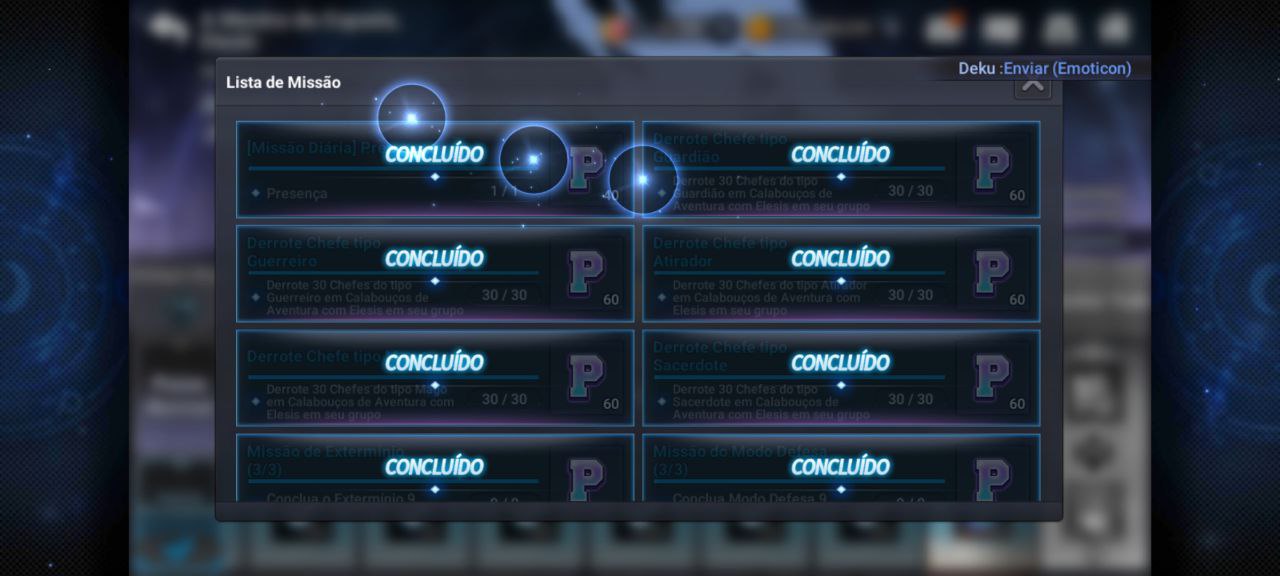 Deku :Enviar (Emoticon)
Lista de Missão
[Missão Diária]
CONCLUÍDO
Presença
1 / 1
40
Derrote Chefe tipo
Guardião
CONCLUÍDO
Derrote 30 Chefes do tipo
Guardião em Calabouços de
Aventura com Elesis em seu grupo
30 / 30
60
Derrote Chefe tipo
Guerreiro
CONCLUÍDO
Derrote 30 Chefes do tipo
Guerreiro em Calabouços de
Aventura com Elesis em seu grupo
30 / 30
60
Derrote Chefe tipo
Atirador
CONCLUÍDO
Derrote 30 Chefes do tipo Atirador
em Calabouços de Aventura com
Elesis em seu grupo
30 / 30
60
Derrote Chefe tipo
CONCLUÍDO
Derrote 30 Chefes do tipo Mago
em Calabouços de Aventura com
Elesis em seu grupo
30 / 30
60
Derrote Chefe tipo
Sacerdote
CONCLUÍDO
Derrote 30 Chefes do tipo
Sacerdote em Calabouços de
Aventura com Elesis em seu grupo
30 / 30
60
Missão de Extermínio
(3/3)
CONCLUÍDO
Conclua o Extermínio 9
Missão do Modo Defesa
(3/3)
CONCLUÍDO
Conclua Modo Defesa 9